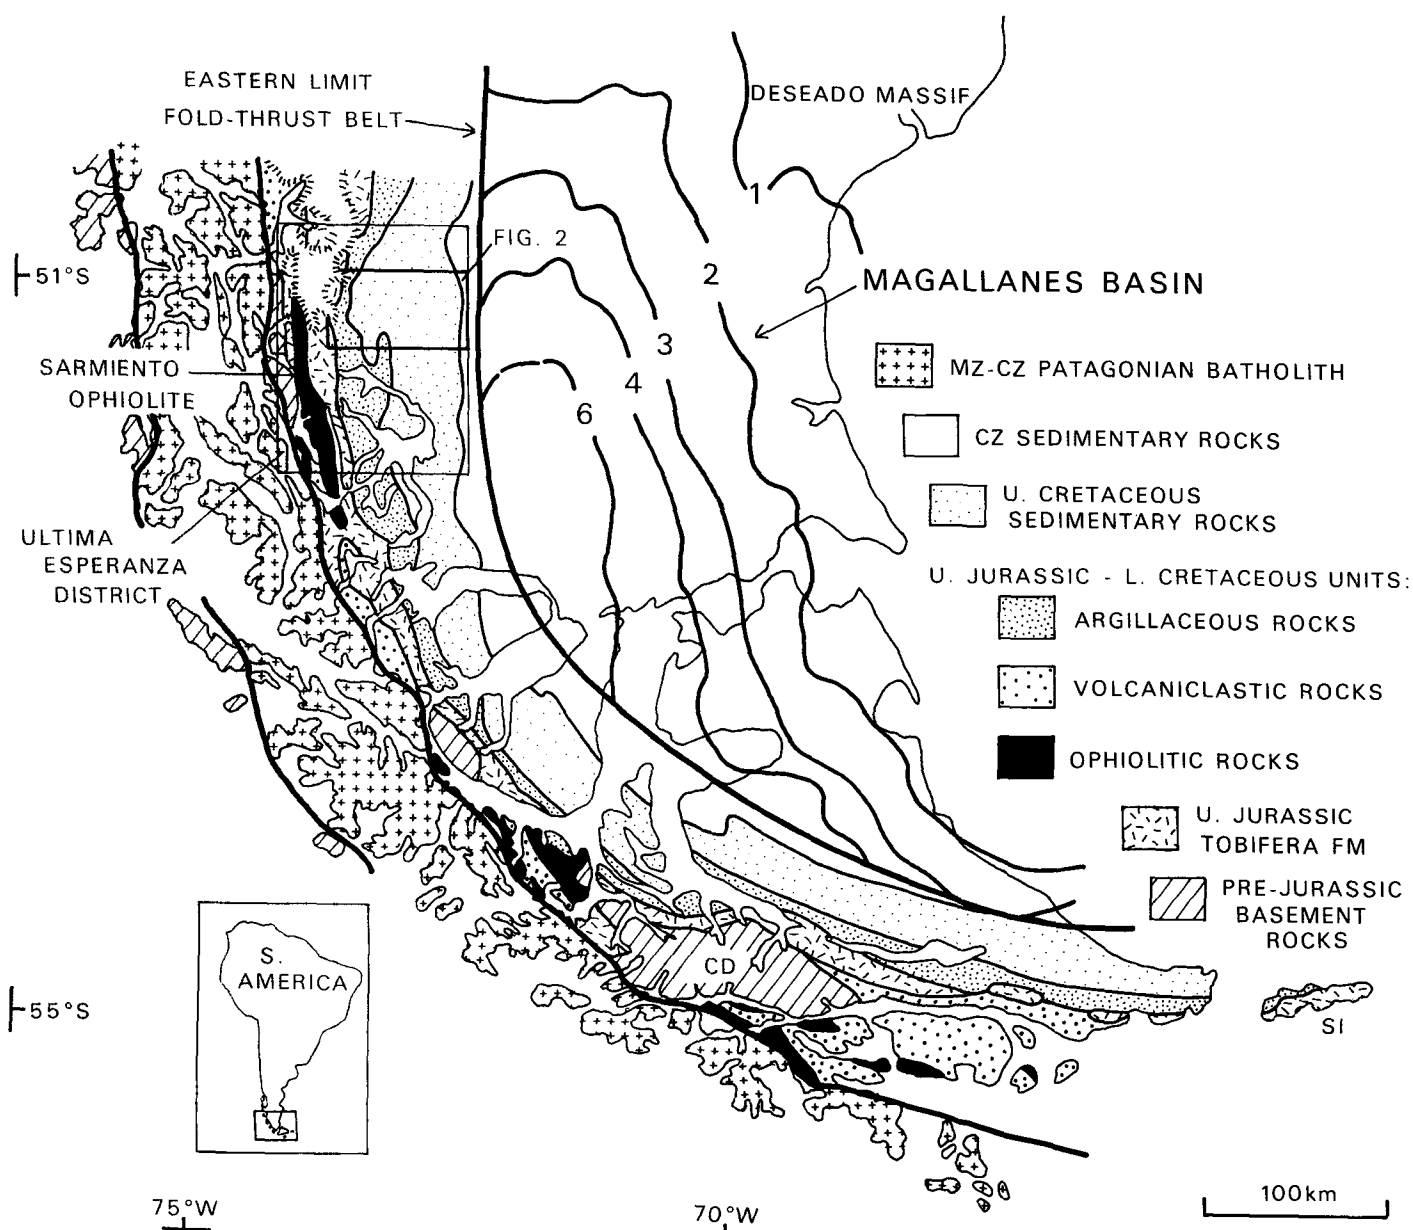 EASTERN LIMIT
FOLD-THRUST BELT
DESEADO MASSIF
1
FIG. 2
51°S
2
MAGALLANES BASIN
3
4
6
SARMIENTO
OPHIOLITE
MZ-CZ PATAGONIAN BATHOLITH
CZ SEDIMENTARY ROCKS
U. CRETACEOUS
SEDIMENTARY ROCKS
ULTIMA
ESPERANZA
DISTRICT
U. JURASSIC - L. CRETACEOUS UNITS:
ARGILLACEOUS ROCKS
VOLCANICLASTIC ROCKS
OPHIOLITIC ROCKS
U. JURASSIC
TOBIFERA FM
PRE-JURASSIC
BASEMENT
ROCKS
S.
AMERICA
CD
55°S
SI
75°W
70°W
100km